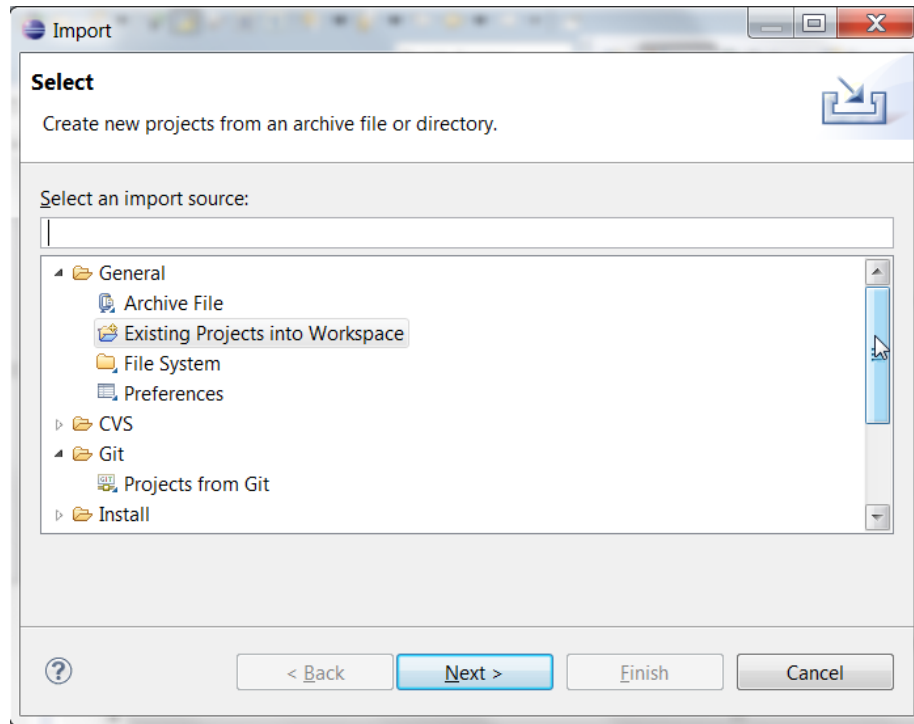 Import
Select
Create new projects from an archive file or directory.
Select an import source:
General
Archive File
Existing Projects into Workspace
File System
Preferences
CVS
Git
GIT Projects from Git
Install
? < Back Next > Finish Cancel